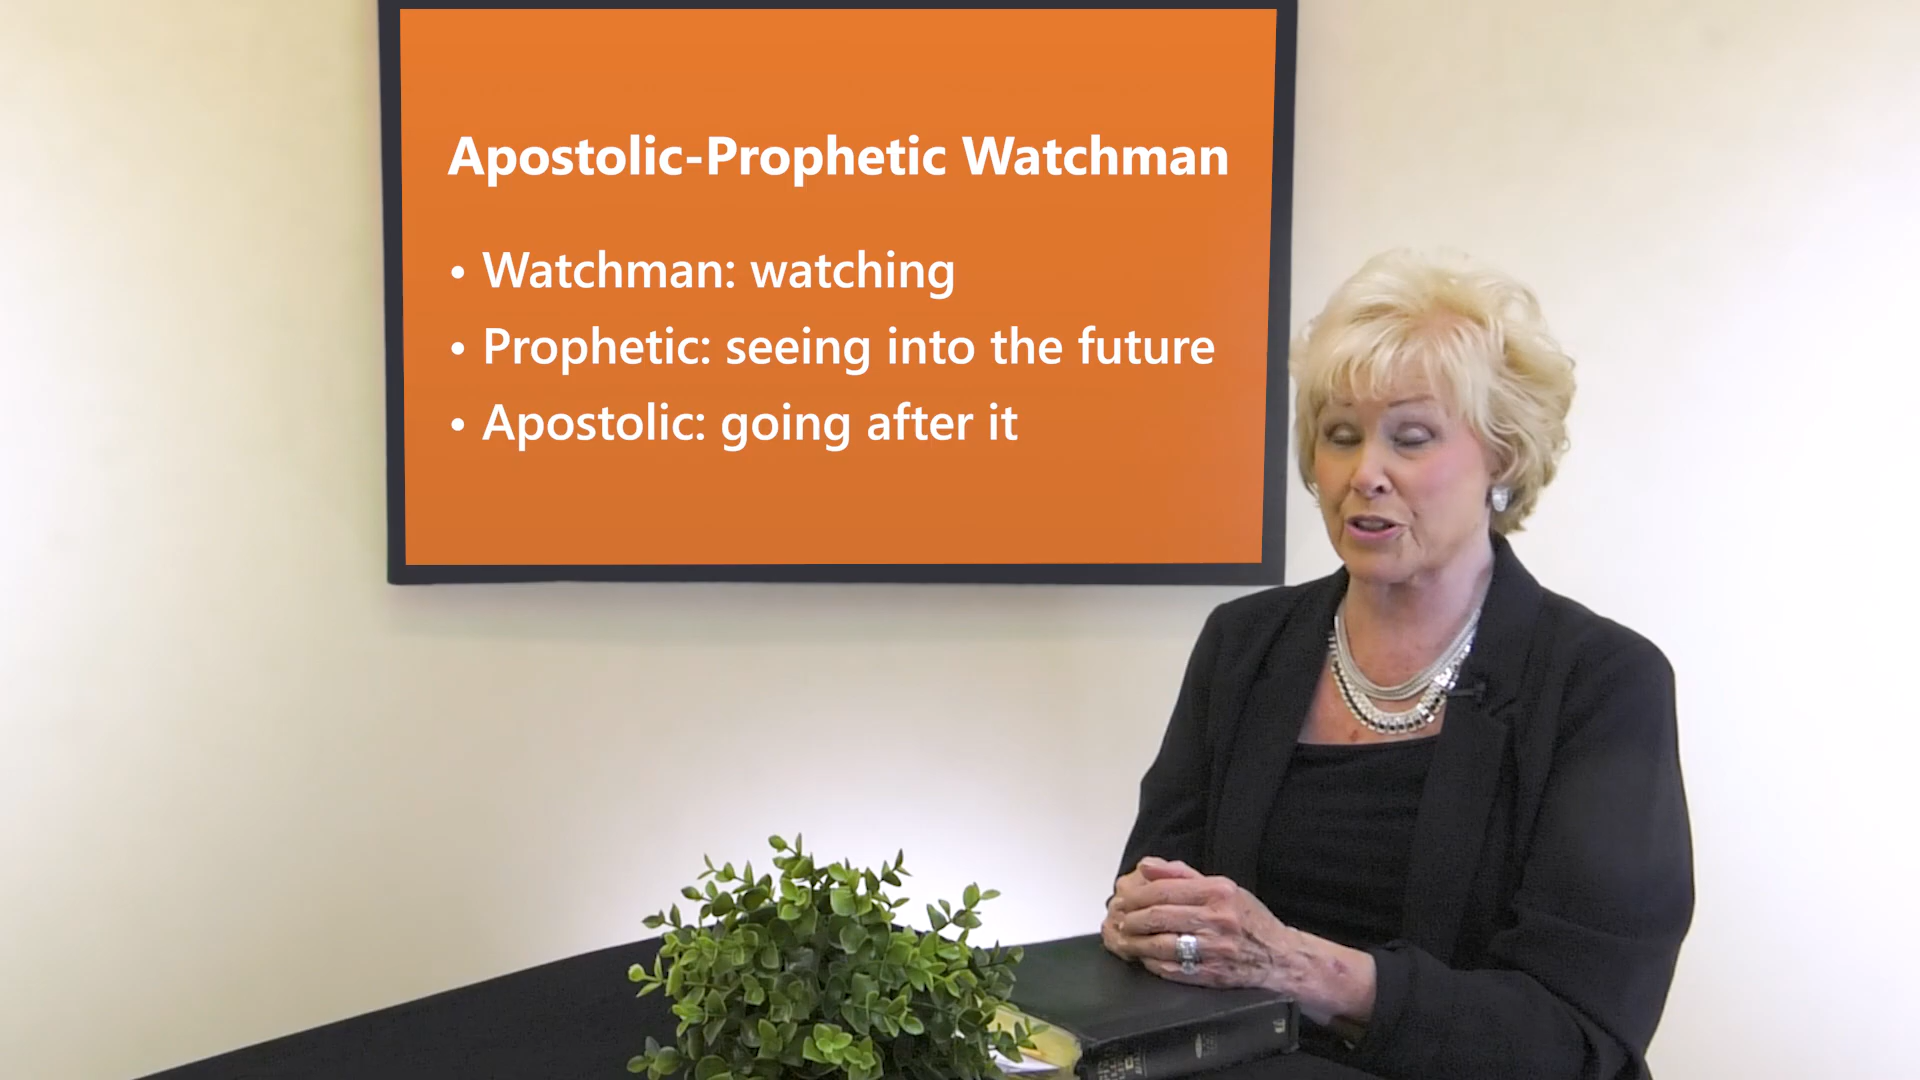 Apostolic-Prophetic Watchman
• Watchman: watching
• Prophetic: seeing into the future
• Apostolic: going after it